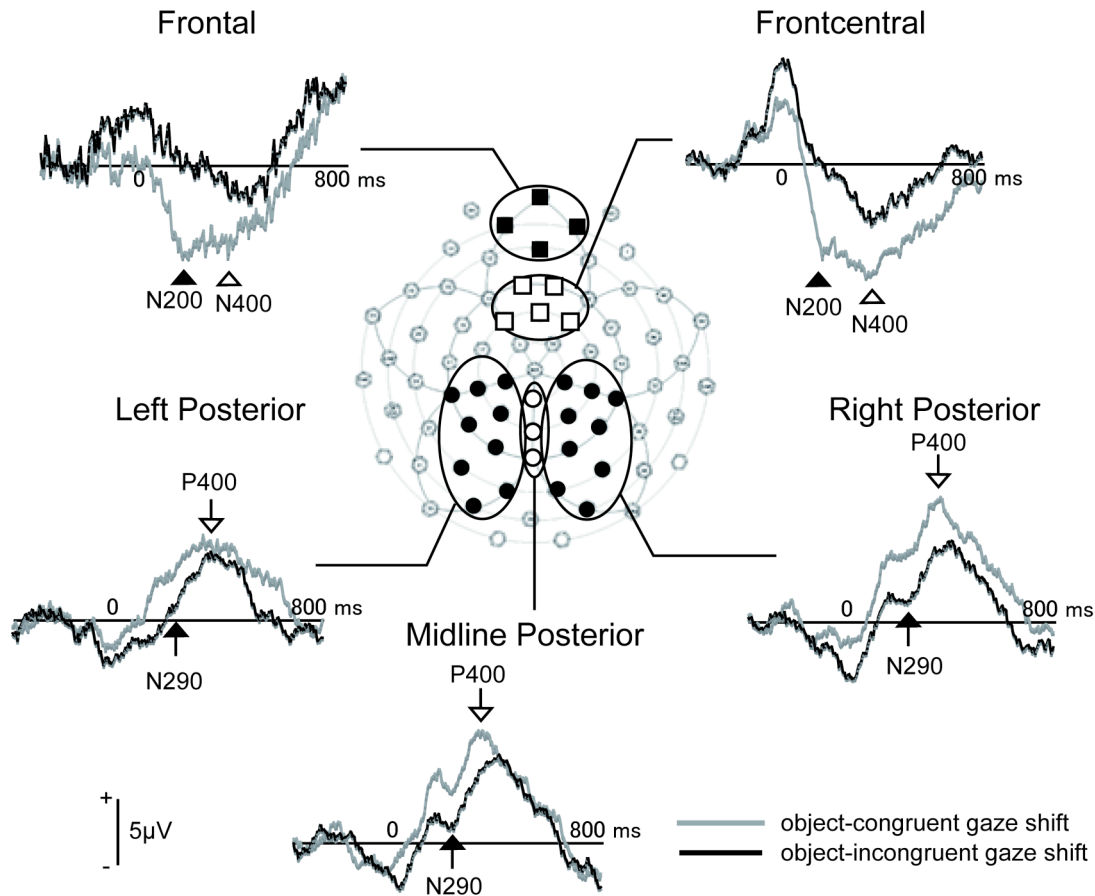 Frontal
Frontcentral
0
800 ms
0
800 ms
N200
N400
N200
N400
Left Posterior
Right Posterior
P400
P400
0
800 ms
0
800 ms
N290
N290
Midline Posterior
P400
0
800 ms
N290
+
5µV
-
object-congruent gaze shift
object-incongruent gaze shift